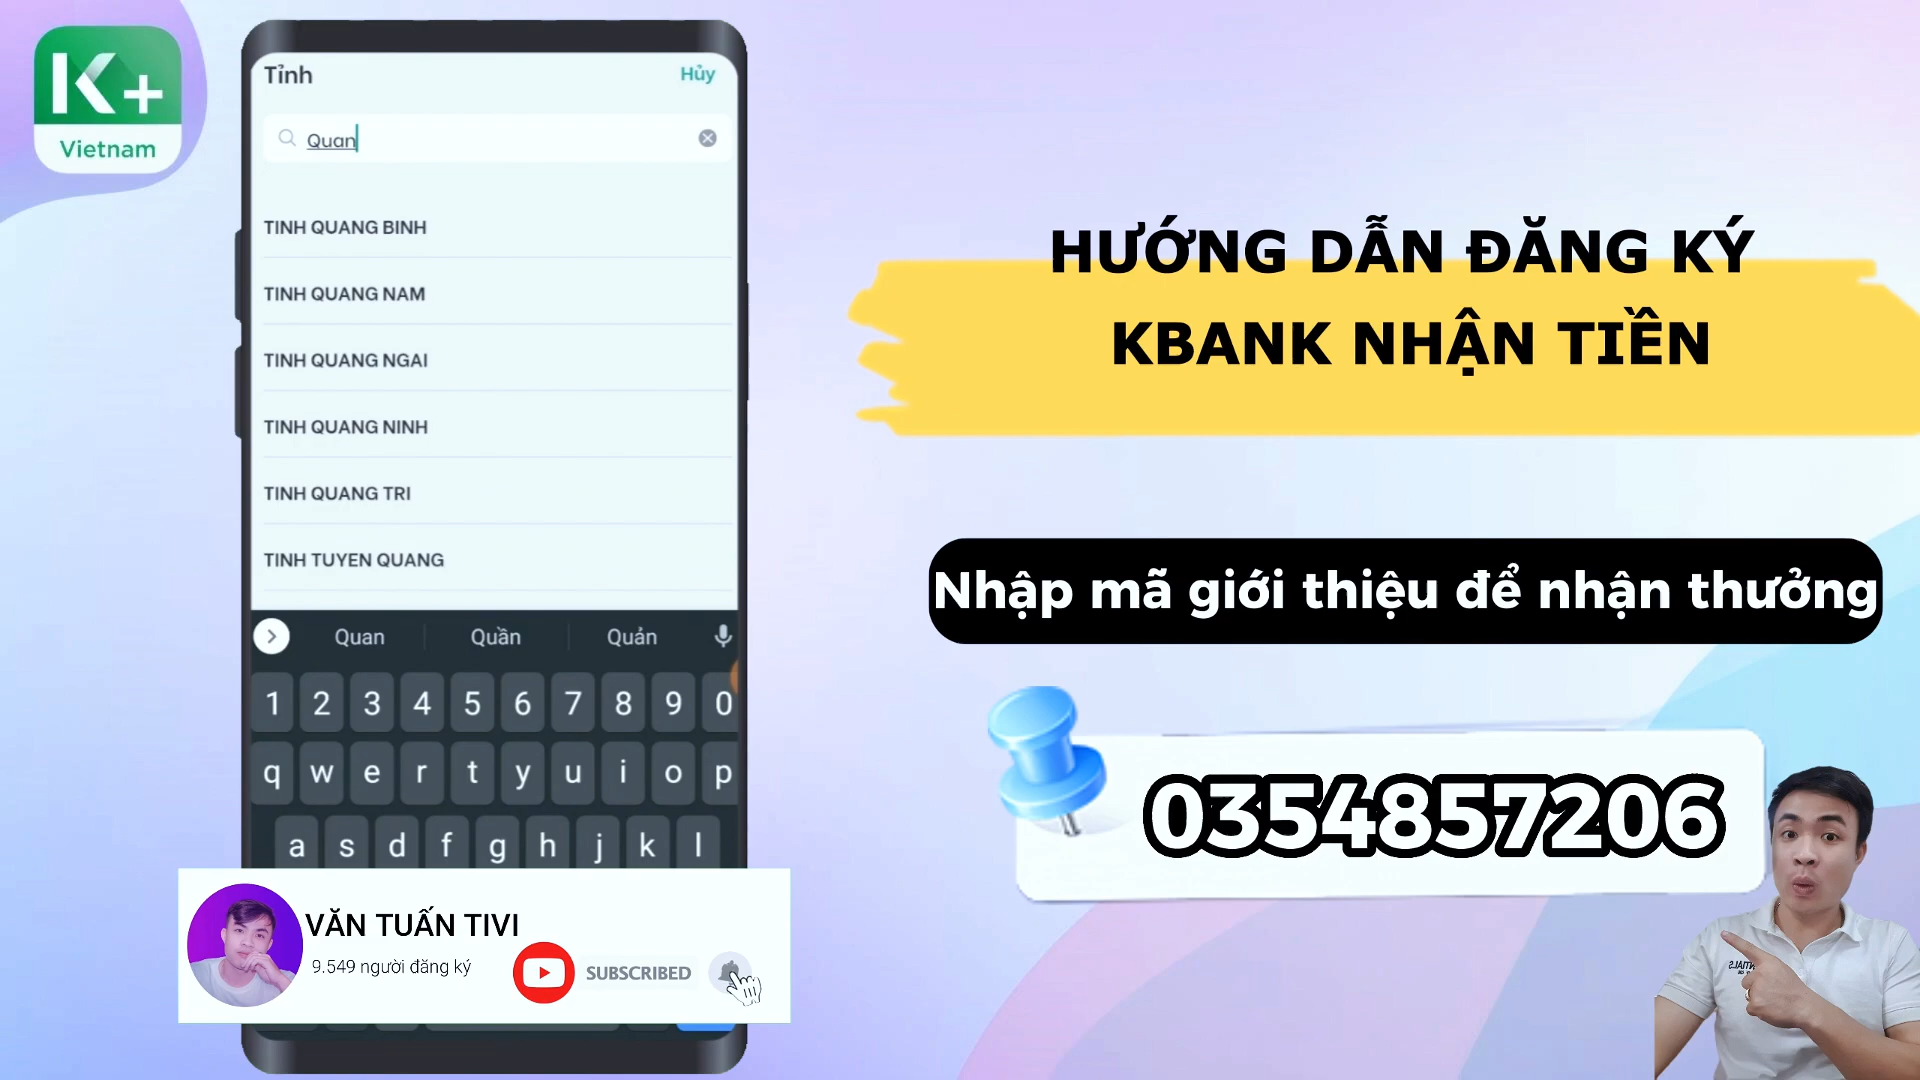 K+
Vietnam
Tỉnh
Hủy
Quan
TINH QUANG BINH
TINH QUANG NAM
TINH QUANG NGAI
TINH QUANG NINH
TINH QUANG TRI
TINH TUYEN QUANG
Quan Quần Quản
1 2 3 4 5 6 7 8 9 0
q w e r t y u i o p
a s d f g h j k l
VĂN TUẤN TIVI
9.549 người đăng ký
SUBSCRIBED
HƯỚNG DẪN ĐĂNG KÝ
KBANK NHẬN TIỀN
Nhập mã giới thiệu để nhận thưởng
0354857206